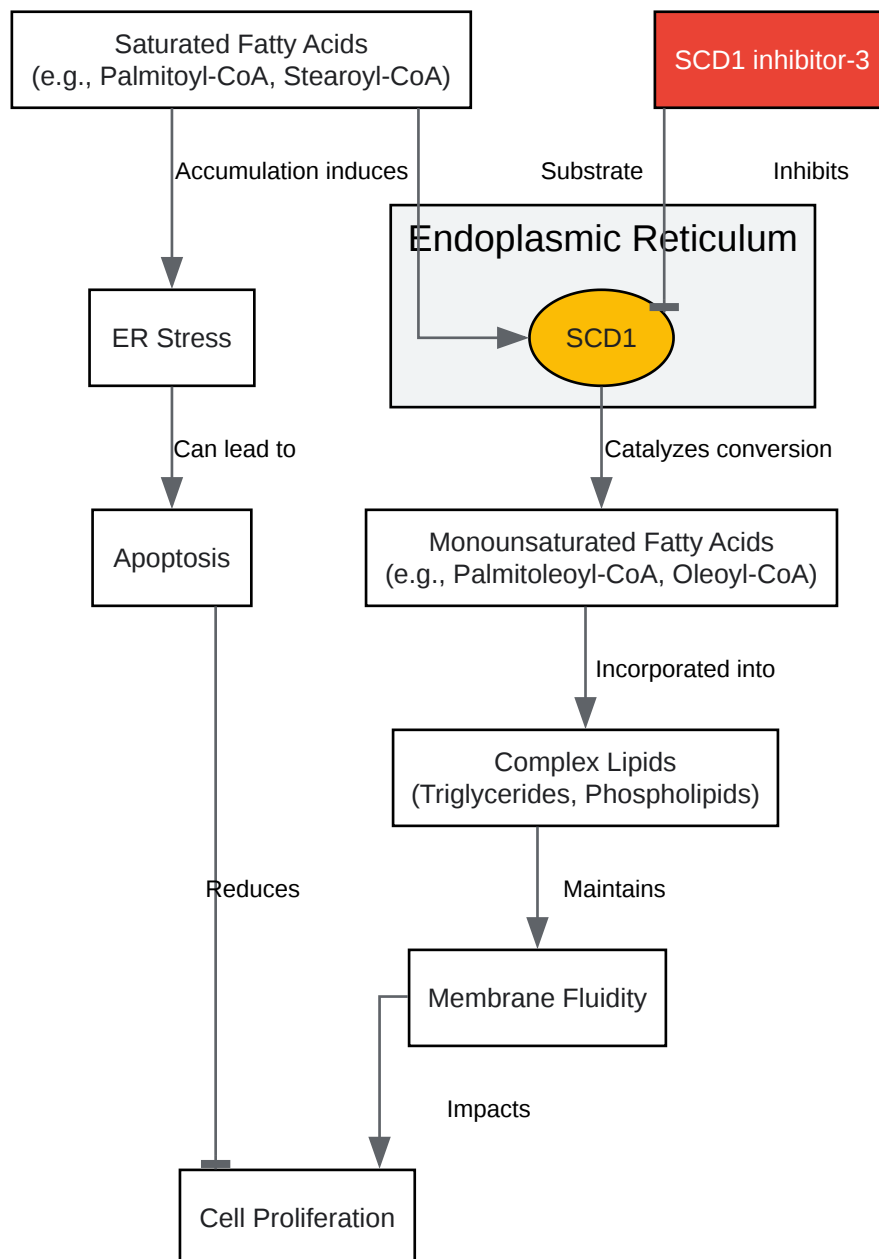 Saturated Fatty Acids
(e.g., Palmitoyl-CoA, Stearoyl-CoA)
SCD1 inhibitor-3
Accumulation induces
Substrate
Inhibits
Endoplasmic Reticulum
ER Stress
SCD1
Can lead to
Catalyzes conversion
Apoptosis
Monounsaturated Fatty Acids
(e.g., Palmitoleoyl-CoA, Oleoyl-CoA)
Incorporated into
Complex Lipids
(Triglycerides, Phospholipids)
Reduces
Maintains
Membrane Fluidity
Impacts
Cell Proliferation